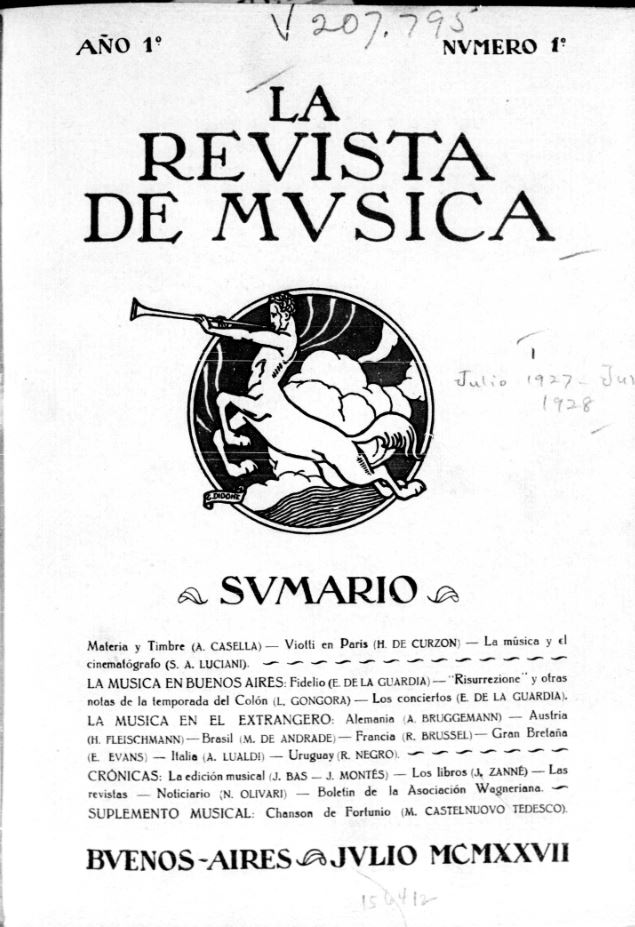 V 207.795
AÑO 1º NVMERO 1º
LA
REVISTA
DE MVSICA
I
Julio 1927 - Jun
1928
E. DIDONE
SVMARIO
Materia y Timbre (A. CASELLA) — Viotti en Paris (H. DE CURZON) — La música y el
cinematógrafo (S. A. LUCIANI).
LA MUSICA EN BUENOS AIRES: Fidelio (E. DE LA GUARDIA) — "Risurrezione" y otras
notas de la temporada del Colón (L. GONGORA) — Los conciertos (E. DE LA GUARDIA).
LA MUSICA EN EL EXTRANGERO: Alemania (A. BRUGGEMANN) — Austria
(H. FLEISCHMANN) — Brasil (M. DE ANDRADE) — Francia (R. BRUSSEL) — Gran Bretaña
(E. EVANS) — Italia (A. LUALDI) — Uruguay (R. NEGRO).
CRÓNICAS: La edición musical (J. BAS — J. MONTÉS) — Los libros (J. ZANNÉ) — Las
revistas — Noticiario (N. OLIVARI) — Boletin de la Asociación Wagneriana.
SUPLEMENTO MUSICAL: Chanson de Fortunio (M. CASTELNUOVO TEDESCO).
BVENOS-AIRES JVLIO MCMXXVII